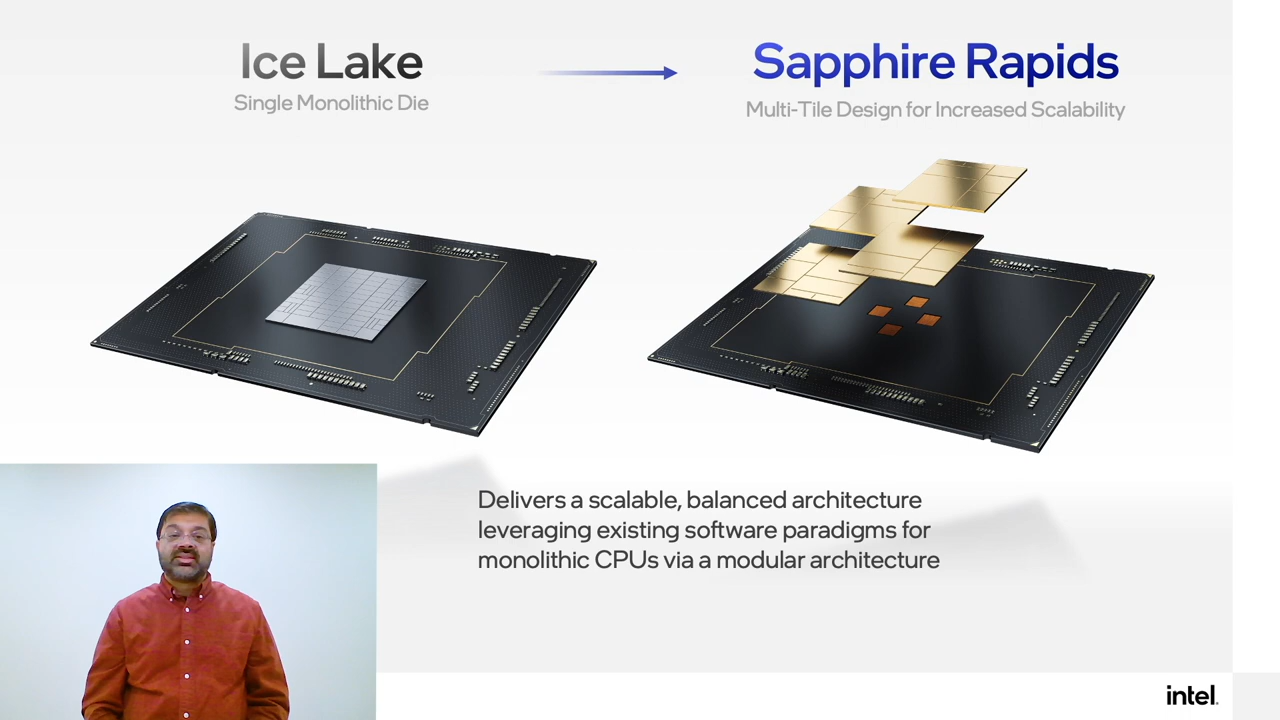 Ice Lake
Single Monolithic Die
Sapphire Rapids
Multi-Tile Design for Increased Scalability
Delivers a scalable, balanced architecture
leveraging existing software paradigms for
monolithic CPUs via a modular architecture
intel.